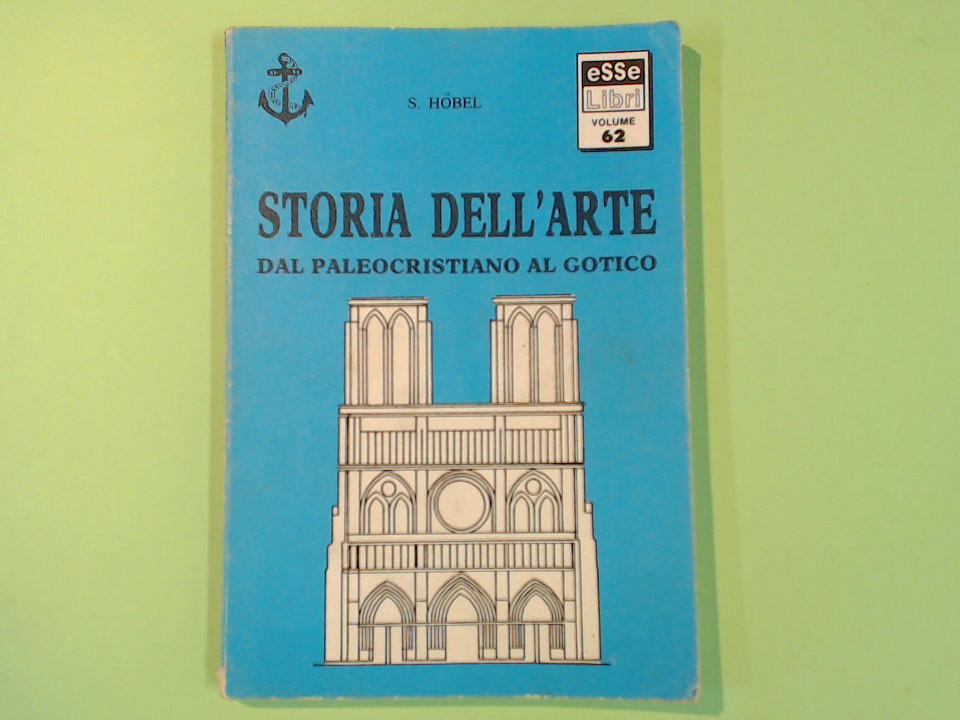 S. HÖBEL
eSSe
Libri
VOLUME
62
STORIA DELL'ARTE
DAL PALEOCRISTIANO AL GOTICO